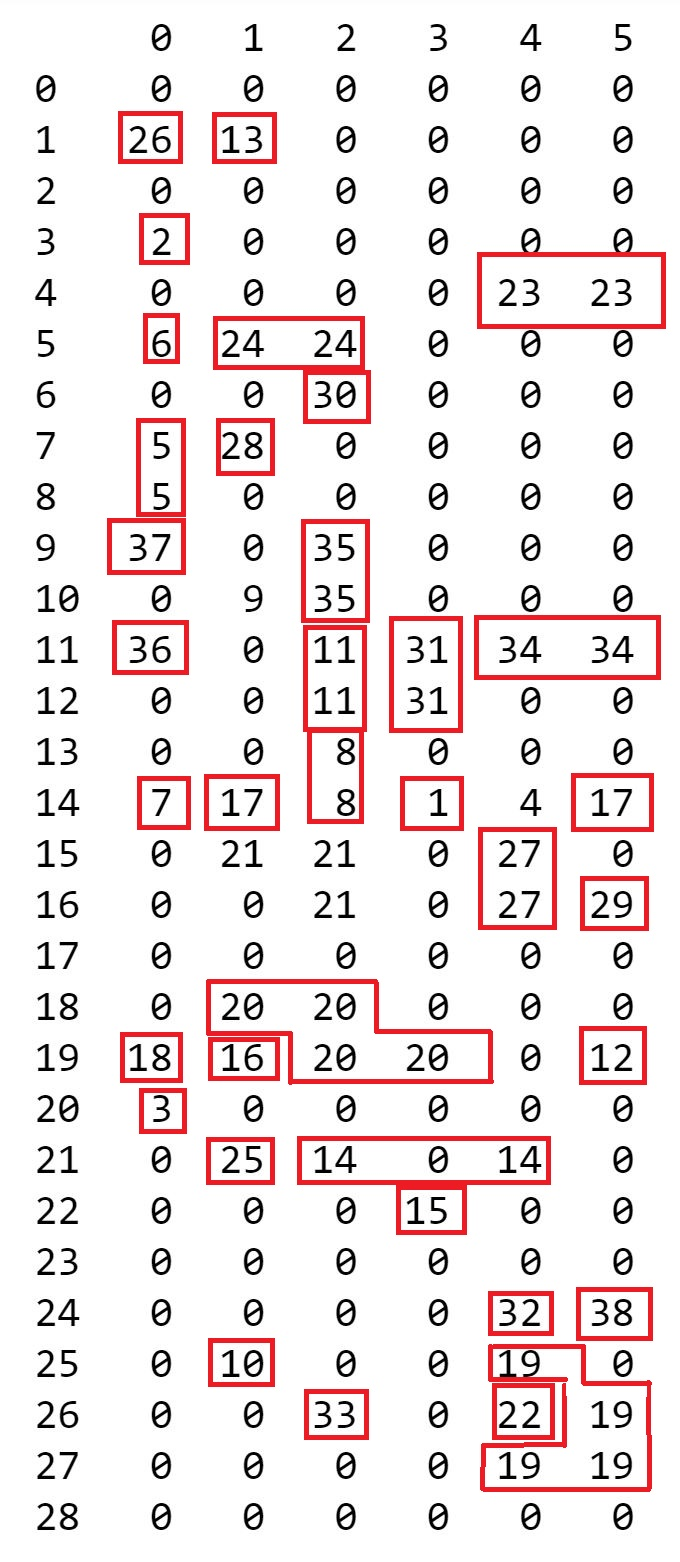 0 1 2 3 4 5
0 0 0 0 0 0 0
1 26 13 0 0 0 0
2 0 0 0 0 0 0
3 2 0 0 0 0 0
4 0 0 0 0 23 23
5 6 24 24 0 0 0
6 0 0 30 0 0 0
7 5 28 0 0 0 0
8 5 0 0 0 0 0
9 37 0 35 0 0 0
10 0 9 35 0 0 0
11 36 0 11 31 34 34
12 0 0 11 31 0 0
13 0 0 8 0 0 0
14 7 17 8 1 4 17
15 0 21 21 0 27 0
16 0 0 21 0 27 29
17 0 0 0 0 0 0
18 0 20 20 0 0 0
19 18 16 20 20 0 12
20 3 0 0 0 0 0
21 0 25 14 0 14 0
22 0 0 0 15 0 0
23 0 0 0 0 0 0
24 0 0 0 0 32 38
25 0 10 0 0 19 0
26 0 0 33 0 22 19
27 0 0 0 0 19 19
28 0 0 0 0 0 0